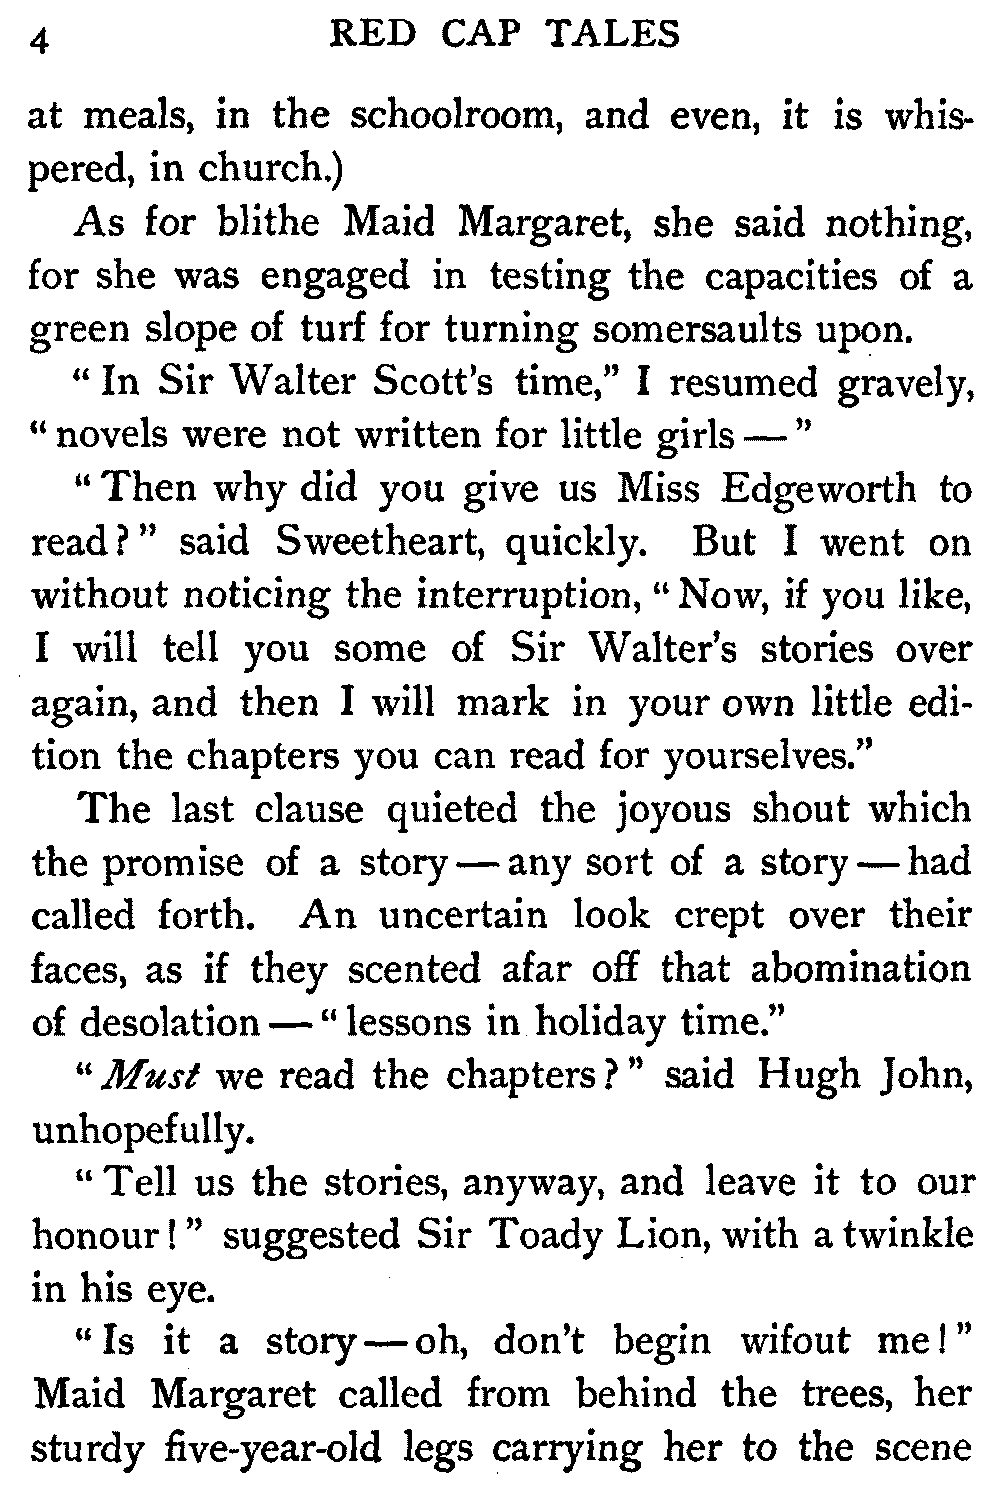 4 RED CAP TALES
at meals, in the schoolroom, and even, it is whis-
pered, in church.)
As for blithe Maid Margaret, she said nothing,
for she was engaged in testing the capacities of a
green slope of turf for turning somersaults upon.
“In Sir Walter Scott's time,” I resumed gravely,
“novels were not written for little girls—”
“Then why did you give us Miss Edgeworth to
read?” said Sweetheart, quickly. But I went on
without noticing the interruption, “Now, if you like,
I will tell you some of Sir Walter's stories over
again, and then I will mark in your own little edi-
tion the chapters you can read for yourselves.”
The last clause quieted the joyous shout which
the promise of a story—any sort of a story—had
called forth. An uncertain look crept over their
faces, as if they scented afar off that abomination
of desolation—“lessons in holiday time.”
“Must we read the chapters?” said Hugh John,
unhopefully.
“Tell us the stories, anyway, and leave it to our
honour!” suggested Sir Toady Lion, with a twinkle
in his eye.
“Is it a story—oh, don't begin wifout me!”
Maid Margaret called from behind the trees, her
sturdy five-year-old legs carrying her to the scene